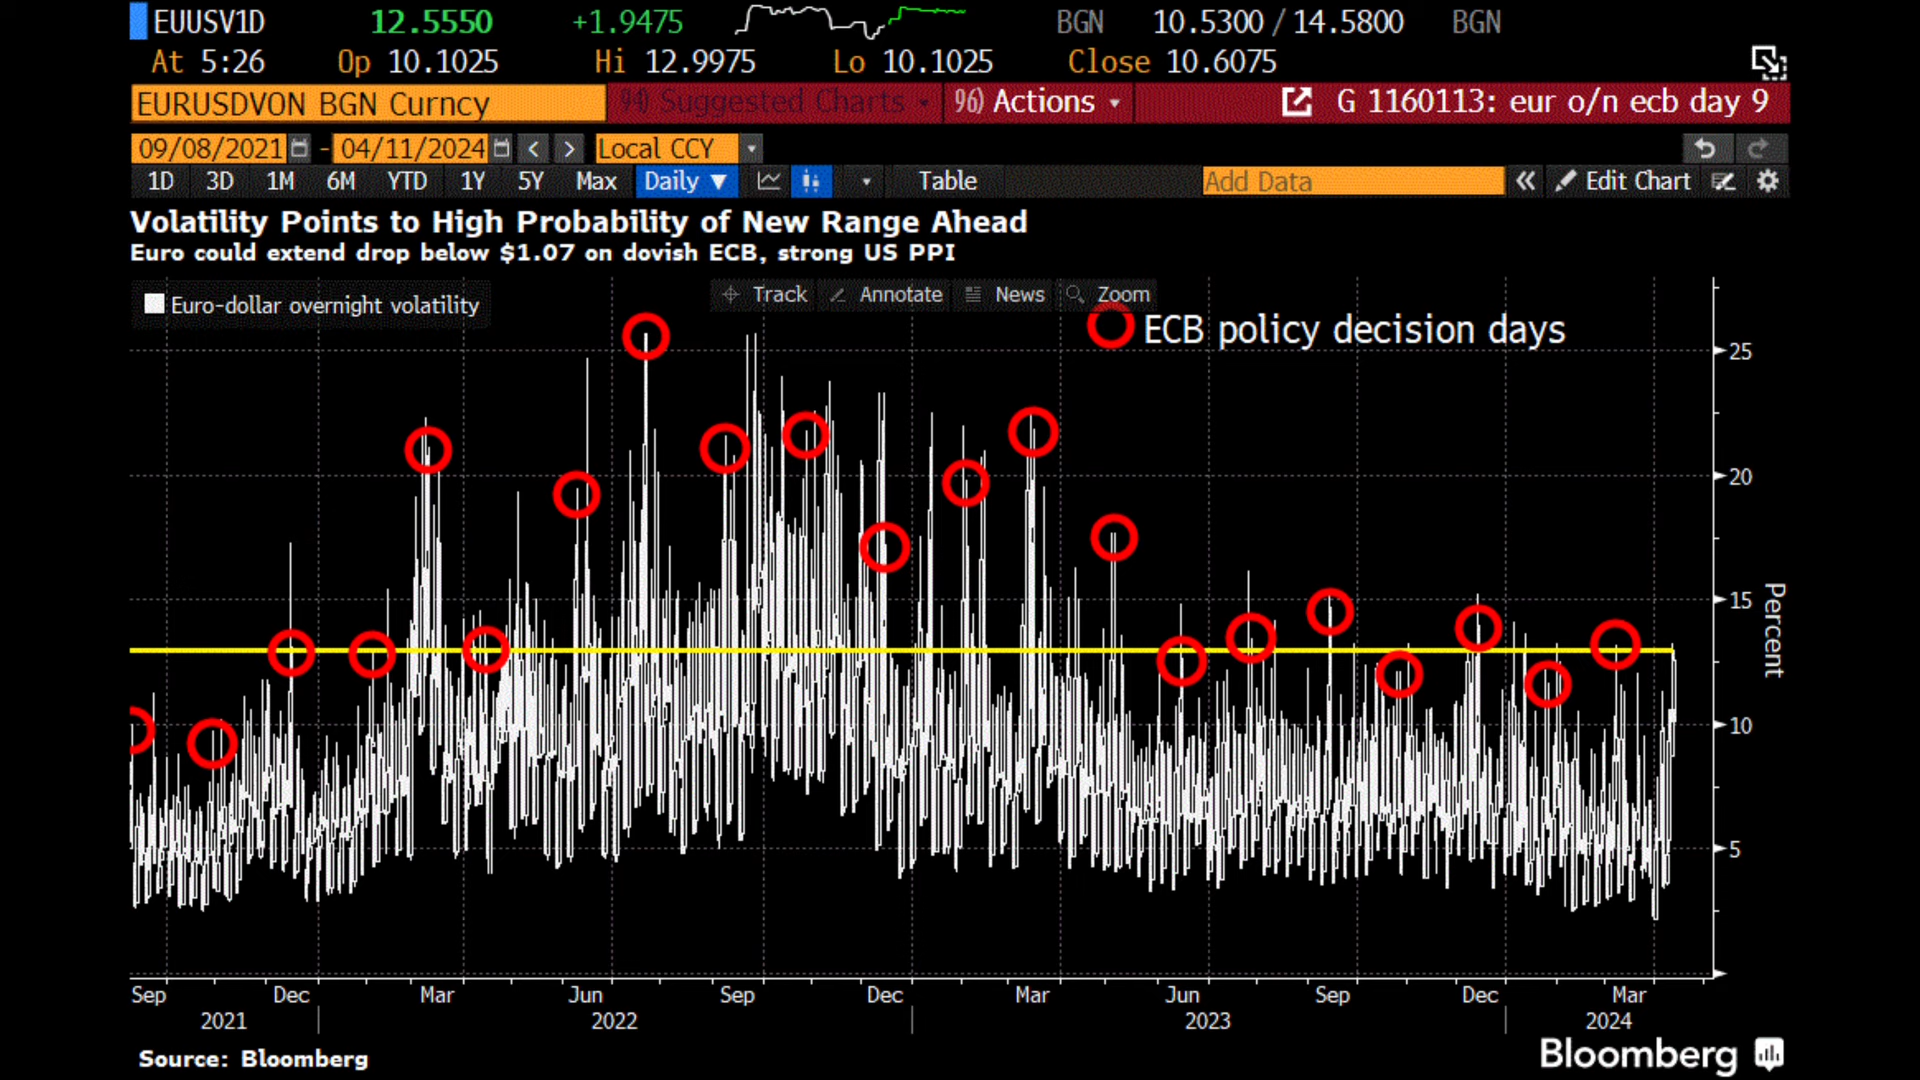 EUUSV1D 12.5550 +1.9475 BGN 10.5300 / 14.5800 BGN
At 5:26 Op 10.1025 Hi 12.9975 Lo 10.1025 Close 10.6075
EURUSDVON BGN Curncy 94) Suggested Charts 96) Actions G 1160113: eur o/n ecb day 9
09/08/2021 - 04/11/2024 < > Local CCY
1D 3D 1M 6M YTD 1Y 5Y Max Daily ▼ Table Add Data « Edit Chart
Volatility Points to High Probability of New Range Ahead
Euro could extend drop below $1.07 on dovish ECB, strong US PPI
Track Annotate News Zoom
Euro-dollar overnight volatility
ECB policy decision days
25
20
15
10
5
Percent
Sep Dec Mar Jun Sep Dec Mar Jun Sep Dec Mar
2021 2022 2023 2024
Source: Bloomberg
Bloomberg